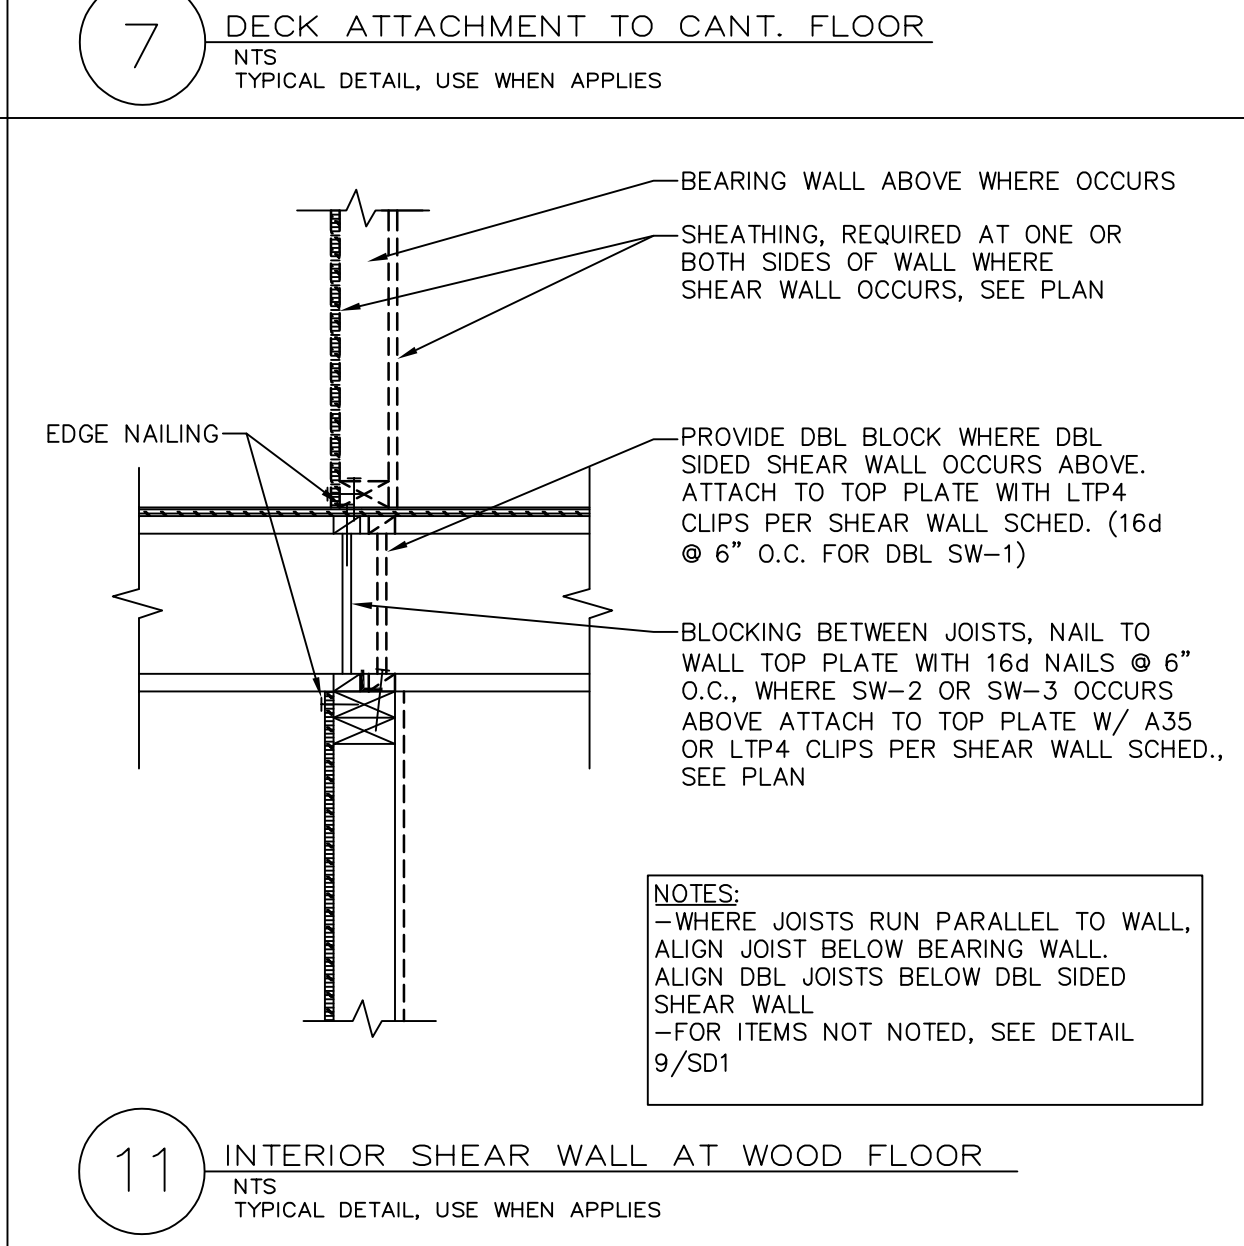 7
DECK ATTACHMENT TO CANT. FLOOR
NTS
TYPICAL DETAIL, USE WHEN APPLIES
BEARING WALL ABOVE WHERE OCCURS
SHEATHING, REQUIRED AT ONE OR
BOTH SIDES OF WALL WHERE
SHEAR WALL OCCURS, SEE PLAN
EDGE NAILING
PROVIDE DBL BLOCK WHERE DBL
SIDED SHEAR WALL OCCURS ABOVE.
ATTACH TO TOP PLATE WITH LTP4
CLIPS PER SHEAR WALL SCHED. (16d
@ 6" O.C. FOR DBL SW-1)
BLOCKING BETWEEN JOISTS, NAIL TO
WALL TOP PLATE WITH 16d NAILS @ 6"
O.C., WHERE SW-2 OR SW-3 OCCURS
ABOVE ATTACH TO TOP PLATE W/ A35
OR LTP4 CLIPS PER SHEAR WALL SCHED.,
SEE PLAN
NOTES:
-WHERE JOISTS RUN PARALLEL TO WALL,
ALIGN JOIST BELOW BEARING WALL.
ALIGN DBL JOISTS BELOW DBL SIDED
SHEAR WALL
-FOR ITEMS NOT NOTED, SEE DETAIL
9/SD1
11
INTERIOR SHEAR WALL AT WOOD FLOOR
NTS
TYPICAL DETAIL, USE WHEN APPLIES